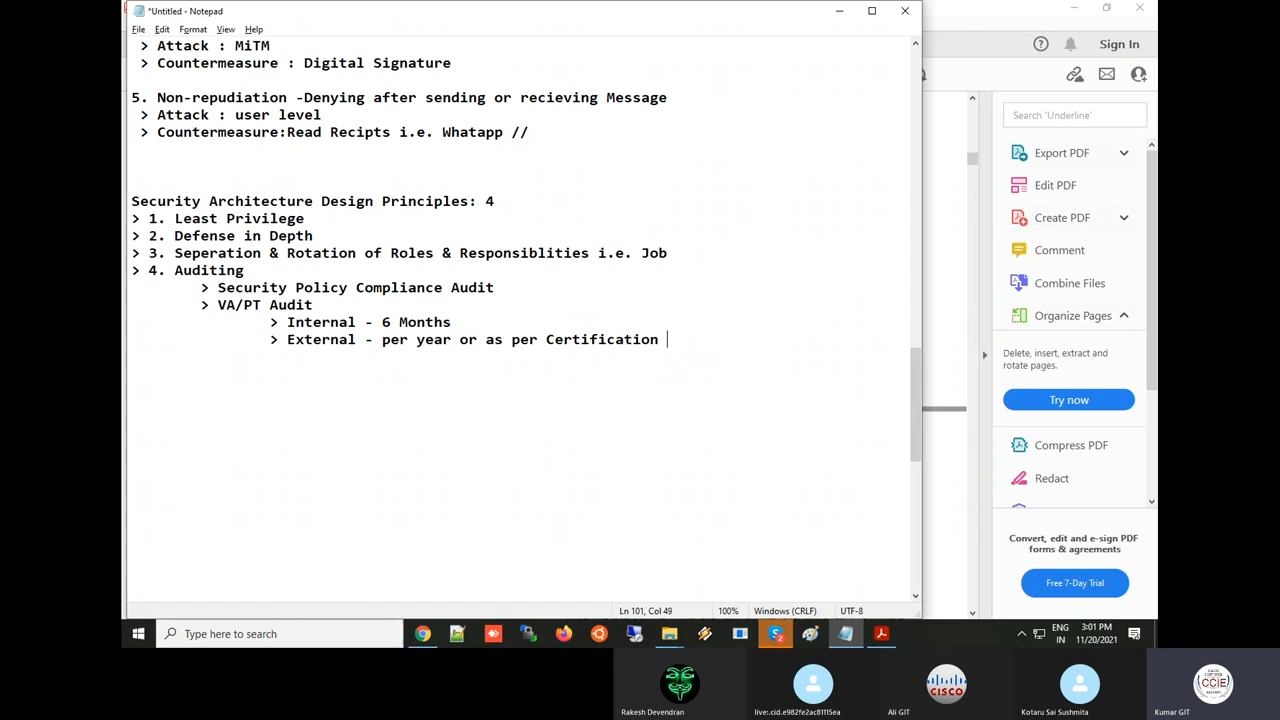 *Untitled - Notepad
File Edit Format View Help
> Attack : MiTM
> Countermeasure : Digital Signature
5. Non-repudiation -Denying after sending or recieving Message
> Attack : user level
> Countermeasure:Read Recipts i.e. Whatapp //
Security Architecture Design Principles: 4
> 1. Least Privilege
> 2. Defense in Depth
> 3. Seperation & Rotation of Roles & Responsiblities i.e. Job
> 4. Auditing
> Security Policy Compliance Audit
> VA/PT Audit
> Internal - 6 Months
> External - per year or as per Certification
Ln 101, Col 49 100% Windows (CRLF) UTF-8
Sign In
Search 'Underline'
Export PDF
Edit PDF
Create PDF
Comment
Combine Files
Organize Pages
Delete, insert, extract and
rotate pages.
Try now
Compress PDF
Redact
Convert, edit and e-sign PDF
forms & agreements
Free 7-Day Trial
Type here to search
ENG
IN
3:01 PM
11/20/2021
CISCO
CCIE
Rakesh Devendran
live:.cid.e982fe2ac81115ea
Ali GIT
Kotaru Sai Sushmita
Kumar GIT